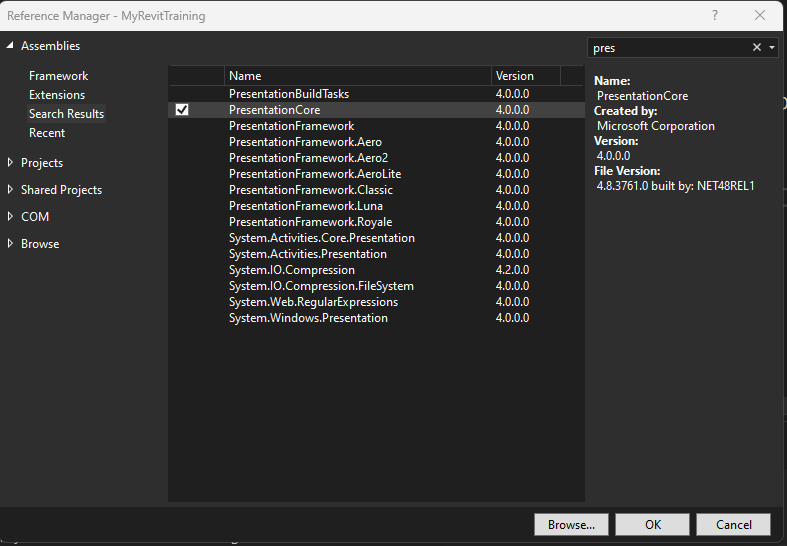 Reference Manager - MyRevitTraining
?
Assemblies
Framework
Extensions
Search Results
Recent
Projects
Shared Projects
COM
Browse
Name Version
PresentationBuildTasks 4.0.0.0
PresentationCore 4.0.0.0
PresentationFramework 4.0.0.0
PresentationFramework.Aero 4.0.0.0
PresentationFramework.Aero2 4.0.0.0
PresentationFramework.AeroLite 4.0.0.0
PresentationFramework.Classic 4.0.0.0
PresentationFramework.Luna 4.0.0.0
PresentationFramework.Royale 4.0.0.0
System.Activities.Core.Presentation 4.0.0.0
System.Activities.Presentation 4.0.0.0
System.IO.Compression 4.2.0.0
System.IO.Compression.FileSystem 4.0.0.0
System.Web.RegularExpressions 4.0.0.0
System.Windows.Presentation 4.0.0.0
pres
Name:
PresentationCore
Created by:
Microsoft Corporation
Version:
4.0.0.0
File Version:
4.8.3761.0 built by: NET48REL1
Browse... OK Cancel